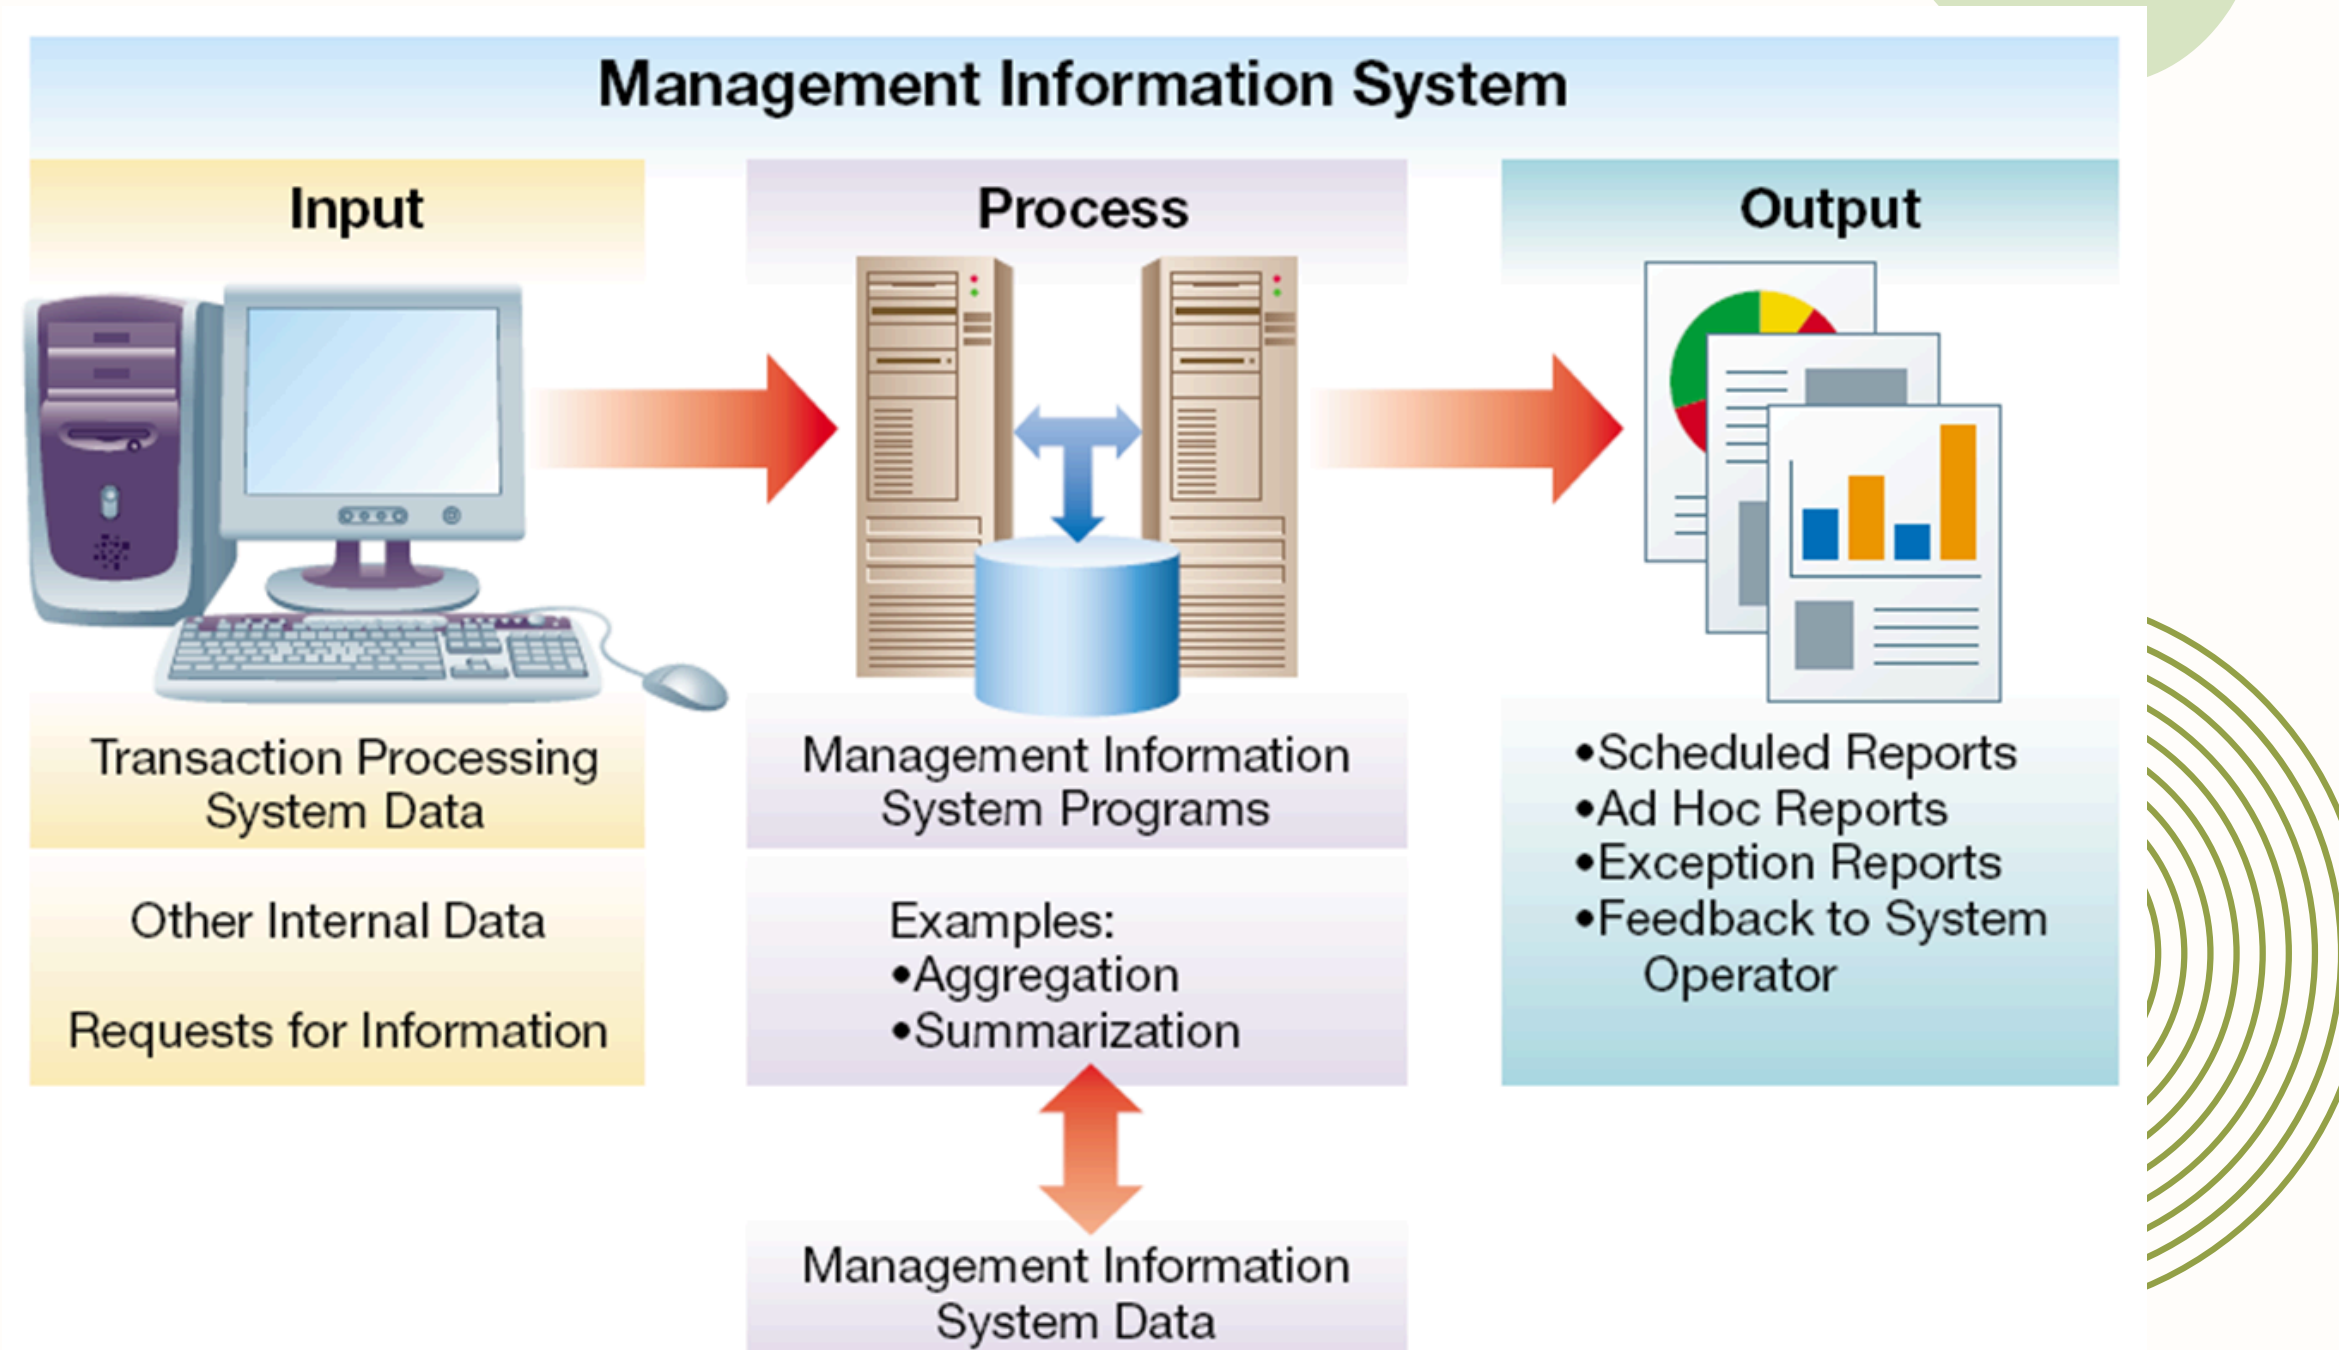 Management Information System
Input
Process
Output
Transaction Processing
System Data
Other Internal Data
Requests for Information
Management Information
System Programs
Examples:
•Aggregation
•Summarization
Management Information
System Data
•Scheduled Reports
•Ad Hoc Reports
•Exception Reports
•Feedback to System
Operator